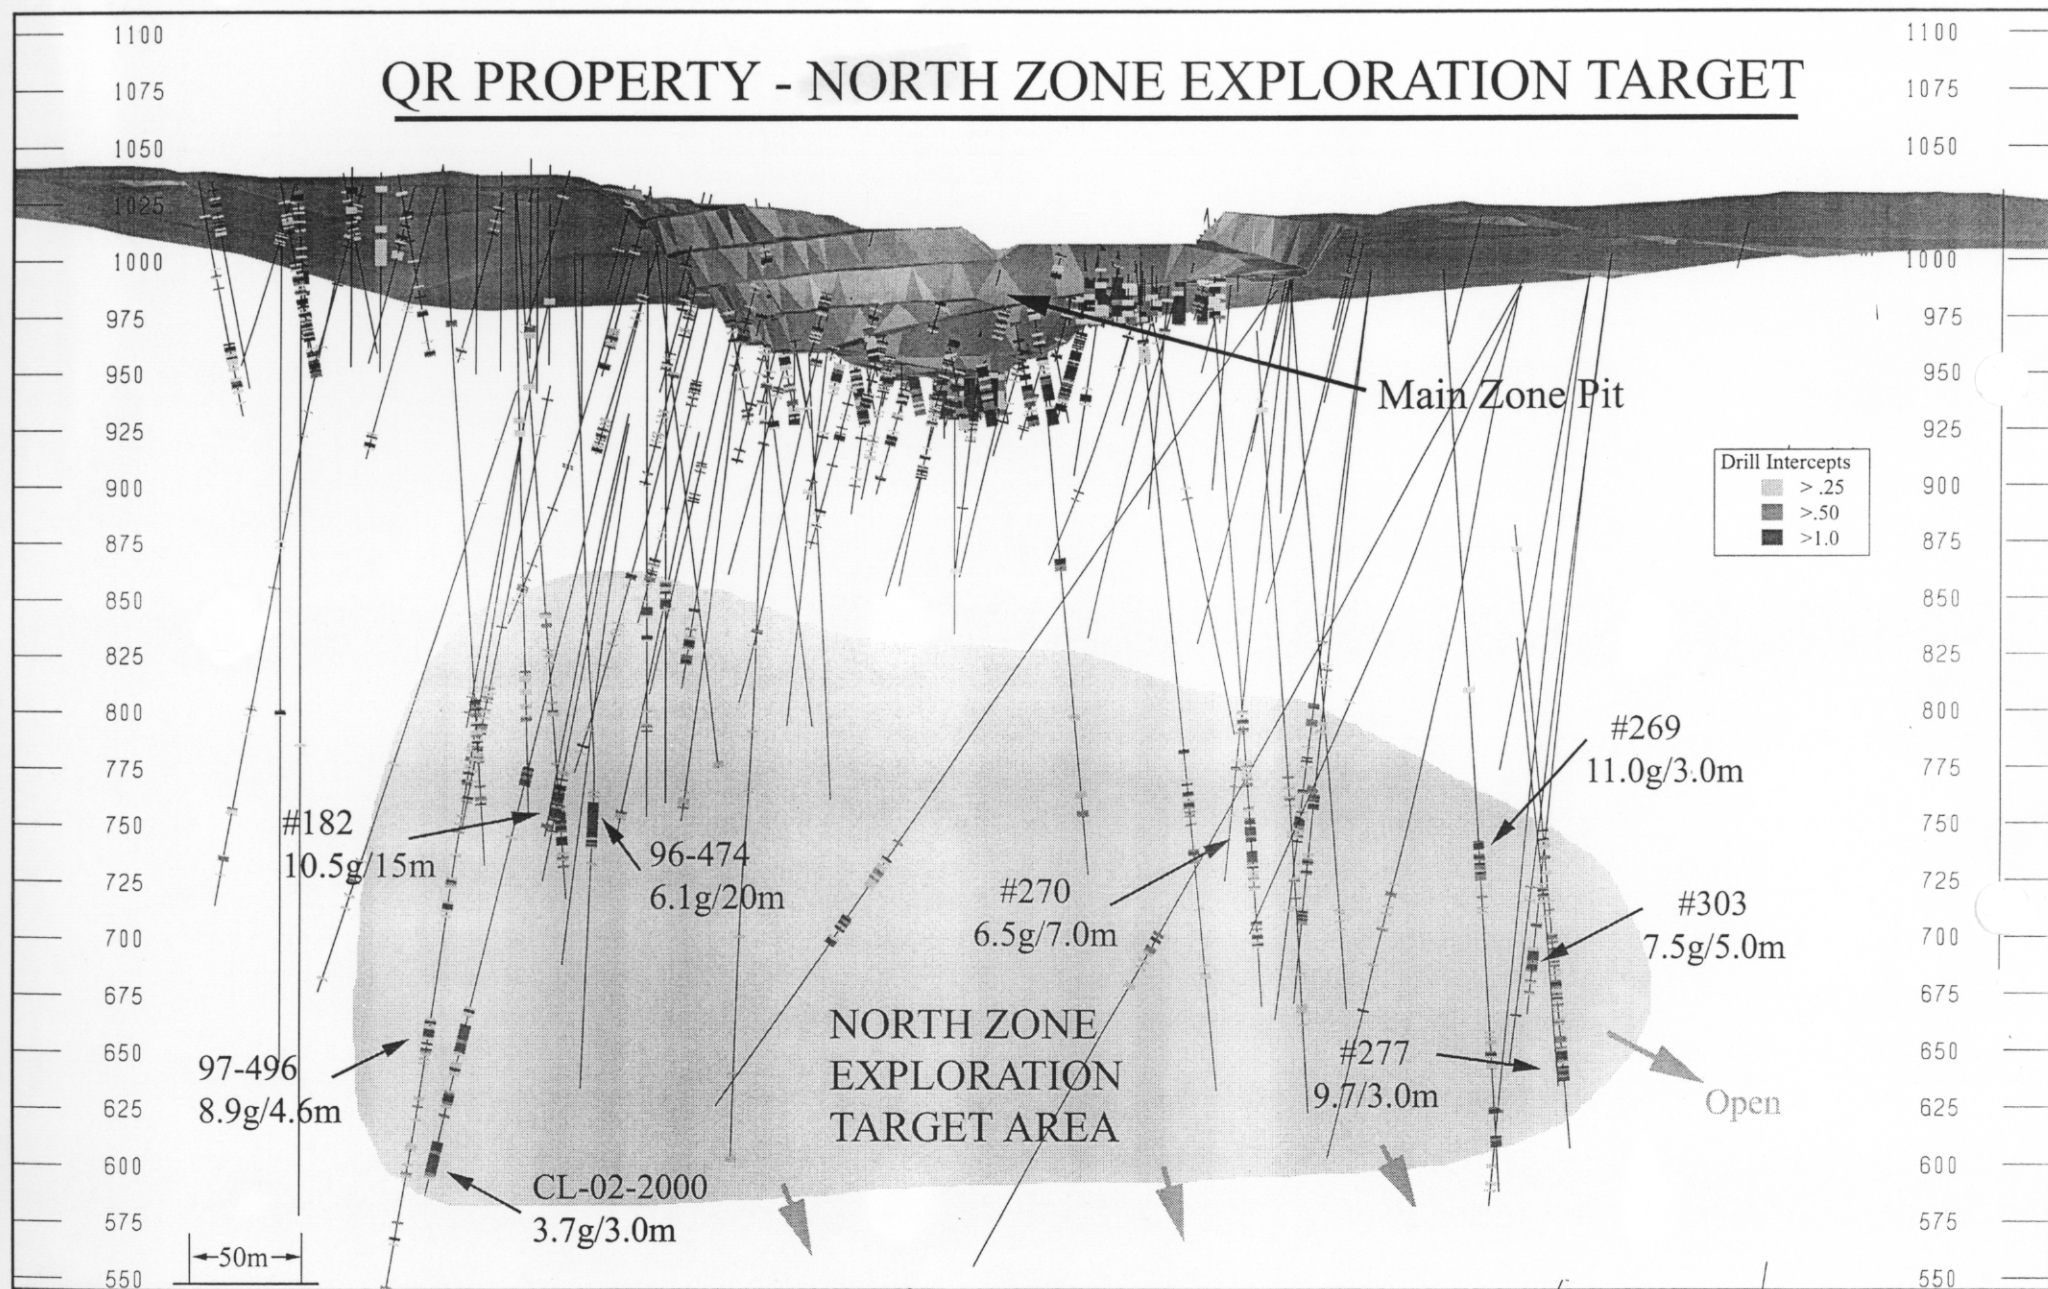 QR PROPERTY - NORTH ZONE EXPLORATION TARGET
1100 1100
1075 1075
1050 1050
1025
1000 1000
975 975
950 950
Main Zone Pit
925 925
Drill Intercepts
> .25
>.50
>1.0
900 900
875 875
850 850
825 825
800 800
#269
11.0g/3.0m
775 775
#182
10.5g/15m
750 750
96-474
6.1g/20m
725 725
#270
6.5g/7.0m
#303
7.5g/5.0m
700 700
675 675
NORTH ZONE
EXPLORATION
TARGET AREA
650 650
97-496
8.9g/4.6m
#277
9.7/3.0m
Open
625 625
600 600
CL-02-2000
3.7g/3.0m
575 575
50m
550 550